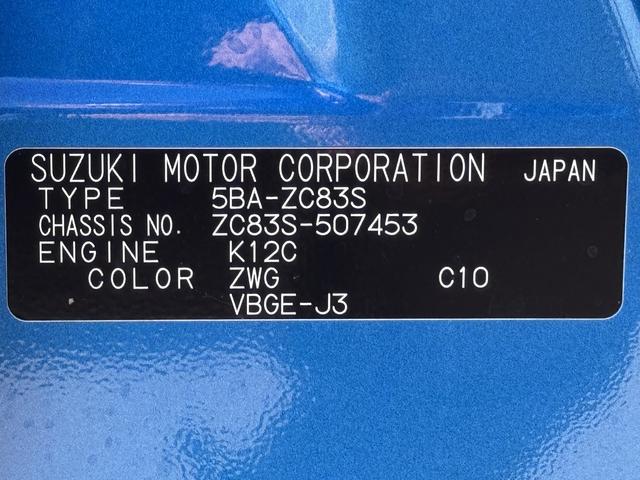 SUZUKI MOTOR CORPORATION JAPAN
TYPE 5BA-ZC83S
CHASSIS NO. ZC83S-507453
ENGINE K12C
COLOR ZWG C10
VBGE-J3